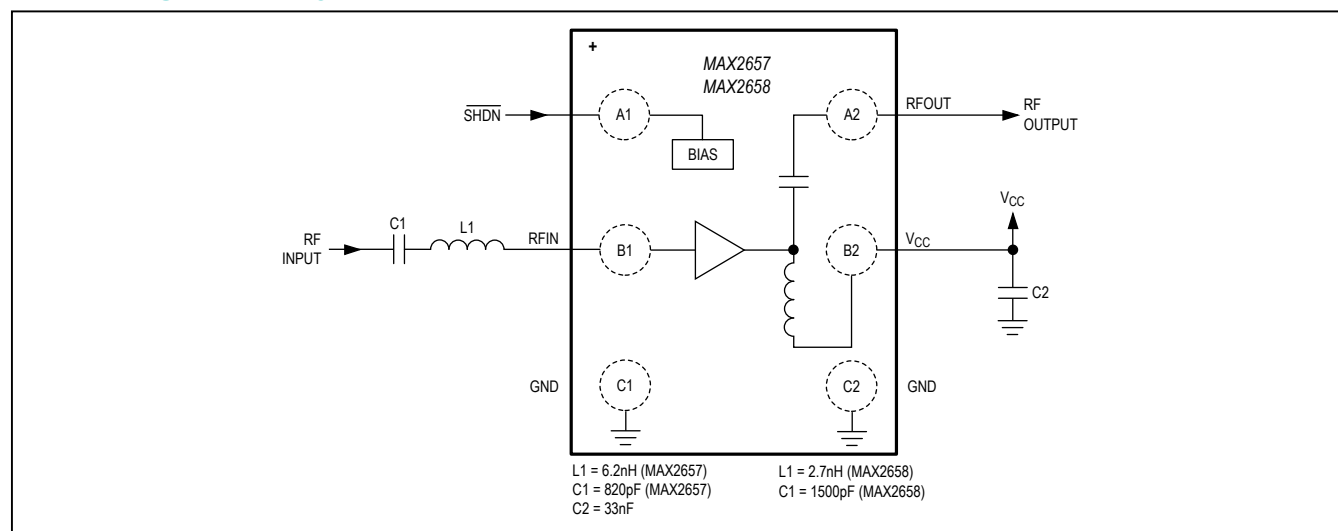 +
MAX2657
MAX2658
SHDN
A1
BIAS
A2
RFOUT
RF
OUTPUT
RF
INPUT
C1
L1
RFIN
B1
B2
VCC
VCC
C2
GND
C1
C2
GND
L1 = 6.2nH (MAX2657)
C1 = 820pF (MAX2657)
C2 = 33nF
L1 = 2.7nH (MAX2658)
C1 = 1500pF (MAX2658)